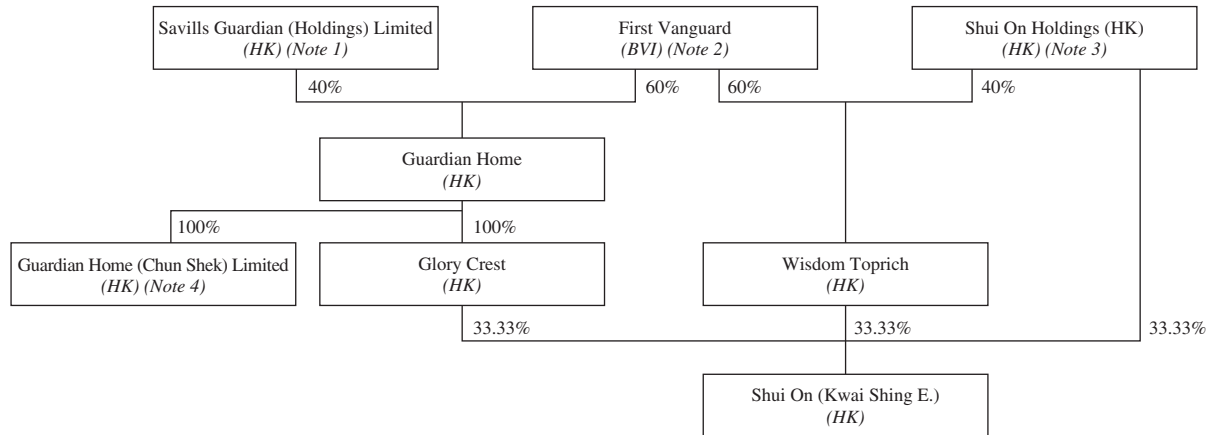 Savills Guardian (Holdings) Limited
(HK) (Note 1)
First Vanguard
(BVI) (Note 2)
Shui On Holdings (HK)
(HK) (Note 3)
40%
60%
60%
40%
Guardian Home
(HK)
100%
100%
Guardian Home (Chun Shek) Limited
(HK) (Note 4)
Glory Crest
(HK)
Wisdom Toprich
(HK)
33.33%
33.33%
33.33%
Shui On (Kwai Shing E.)
(HK)